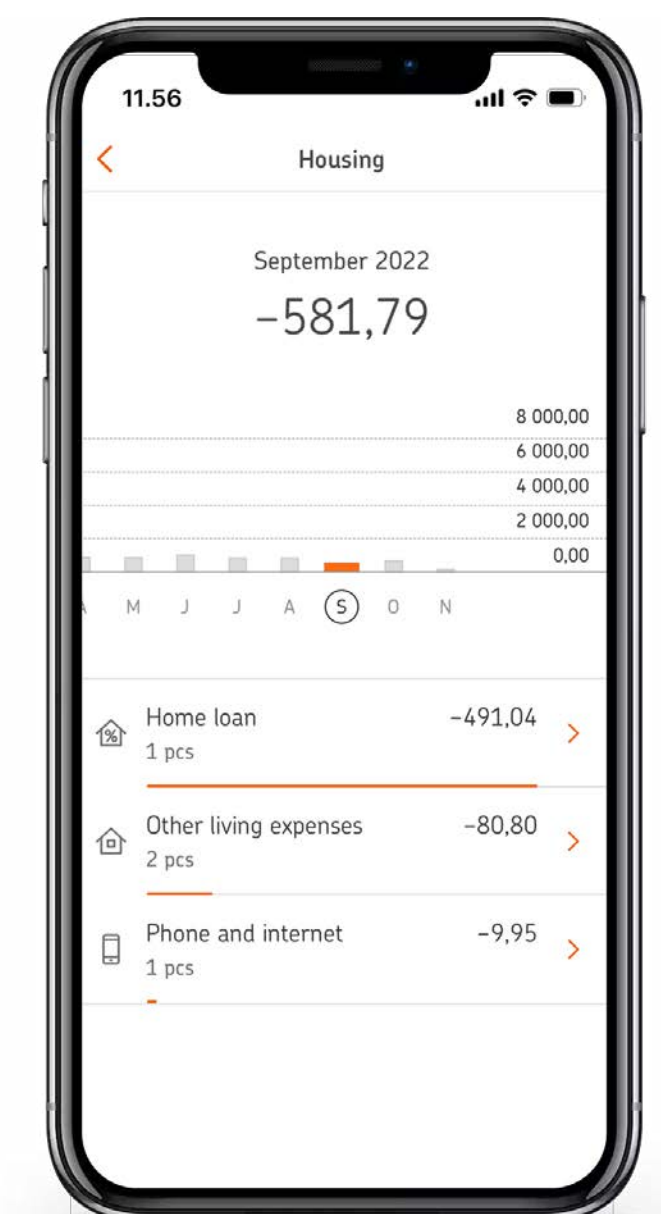 11.56
Housing
September 2022
−581,79
8 000,00
6 000,00
4 000,00
2 000,00
0,00
A M J J A S O N
Home loan −491,04
1 pcs
Other living expenses −80,80
2 pcs
Phone and internet −9,95
1 pcs